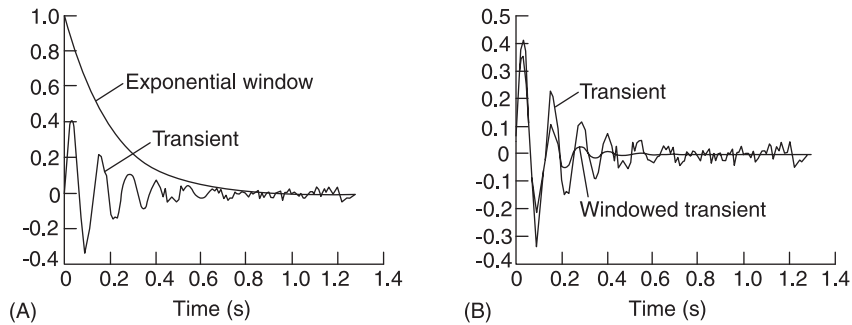 1.0
0.8
0.6
0.4
0.2
0
-0.2
-0.4
Exponential window
Transient
0 0.2 0.4 0.6 0.8 1.0 1.2 1.4
(A) Time (s)
0.5
0.4
0.3
0.2
0.1
0
-0.1
-0.2
-0.3
-0.4
Transient
Windowed transient
0.0 0.2 0.4 0.6 0.8 1.0 1.2 1.4
(B) Time (s)